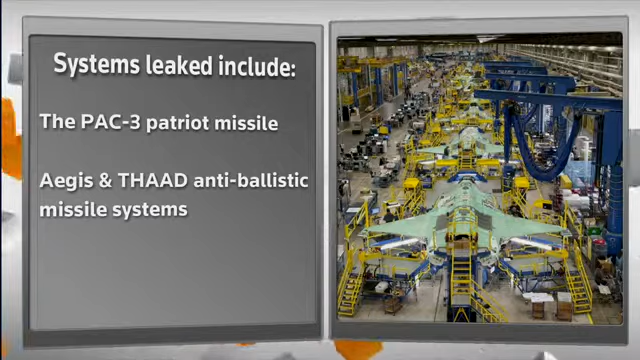 Systems leaked include:
The PAC-3 patriot missile
Aegis & THAAD anti-ballistic
missile systems